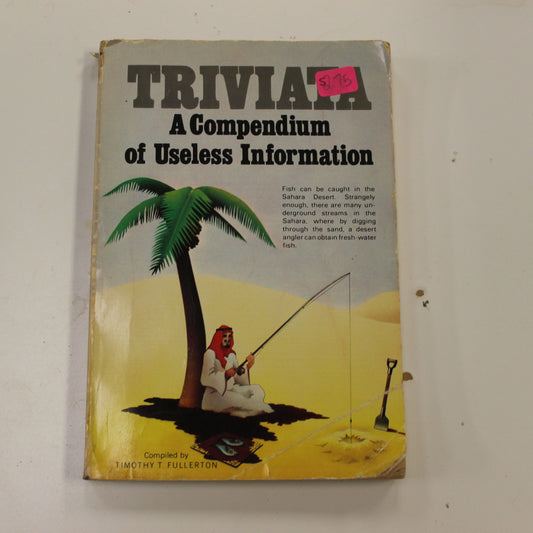 TRIVIATA
8.75
A Compendium
of Useless Information
Fish can be caught in the
Sahara Desert. Strangely
enough, there are many un-
derground streams in the
Sahara, where by digging
through the sand, a desert
angler can obtain fresh-water
fish.
Compiled by
TIMOTHY T. FULLERTON